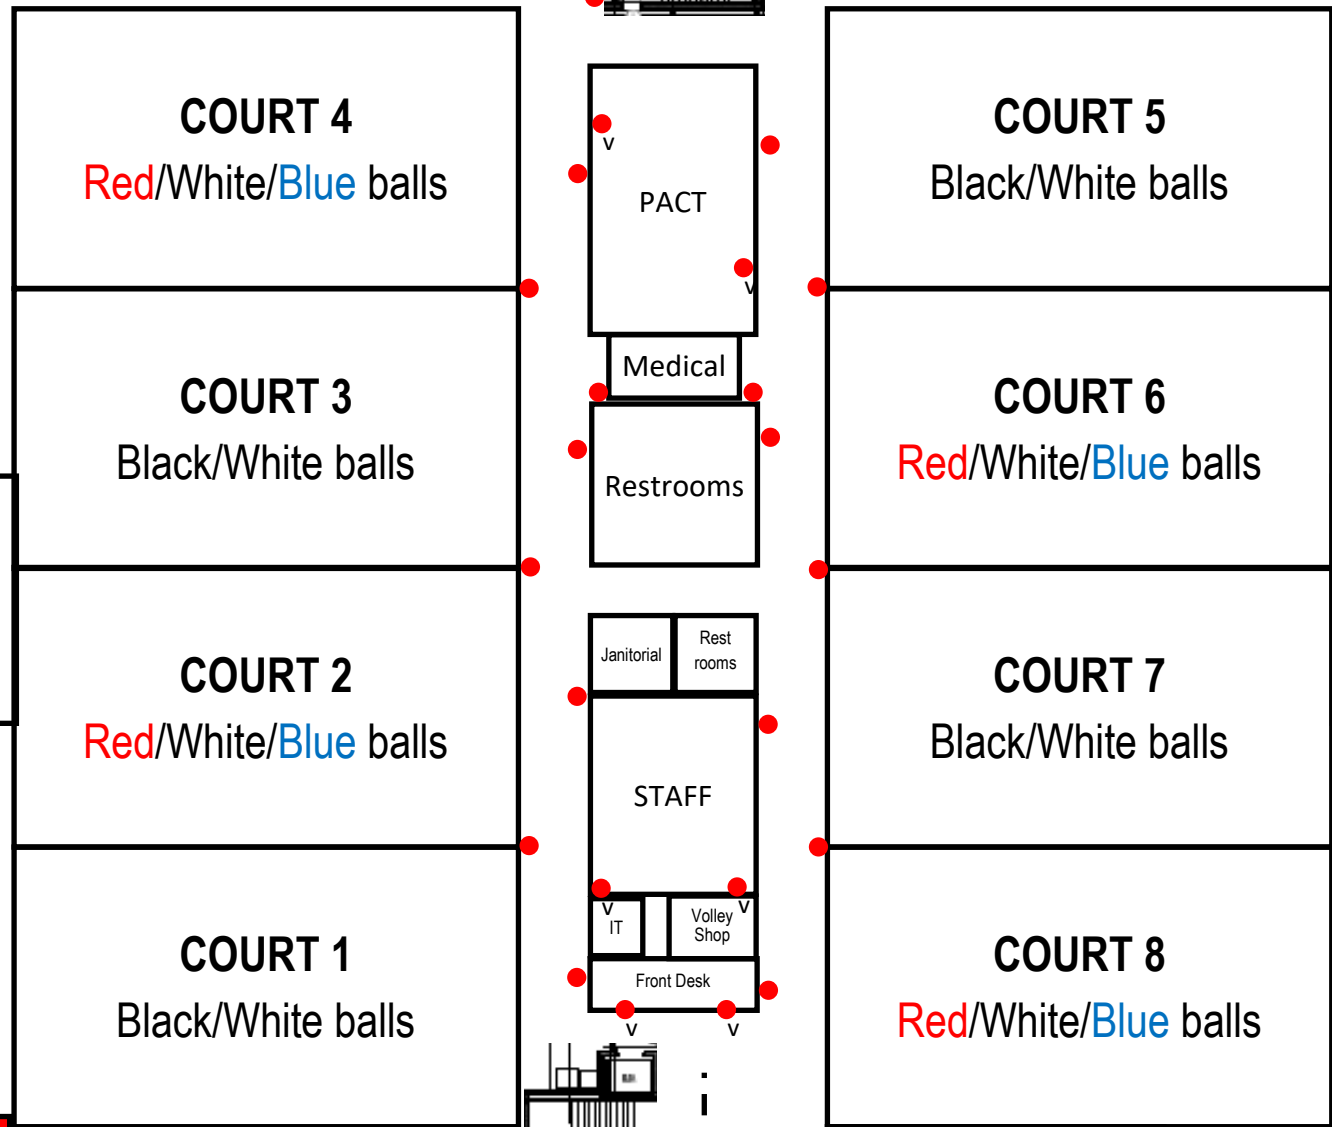 COURT 4
Red/White/Blue balls
COURT 5
Black/White balls
v
PACT
v
Medical
COURT 3
Black/White balls
COURT 6
Red/White/Blue balls
Restrooms
Janitorial
Rest
rooms
COURT 2
Red/White/Blue balls
COURT 7
Black/White balls
STAFF
v
v
IT
Volley
Shop
Front Desk
COURT 1
Black/White balls
COURT 8
Red/White/Blue balls
v
v
i